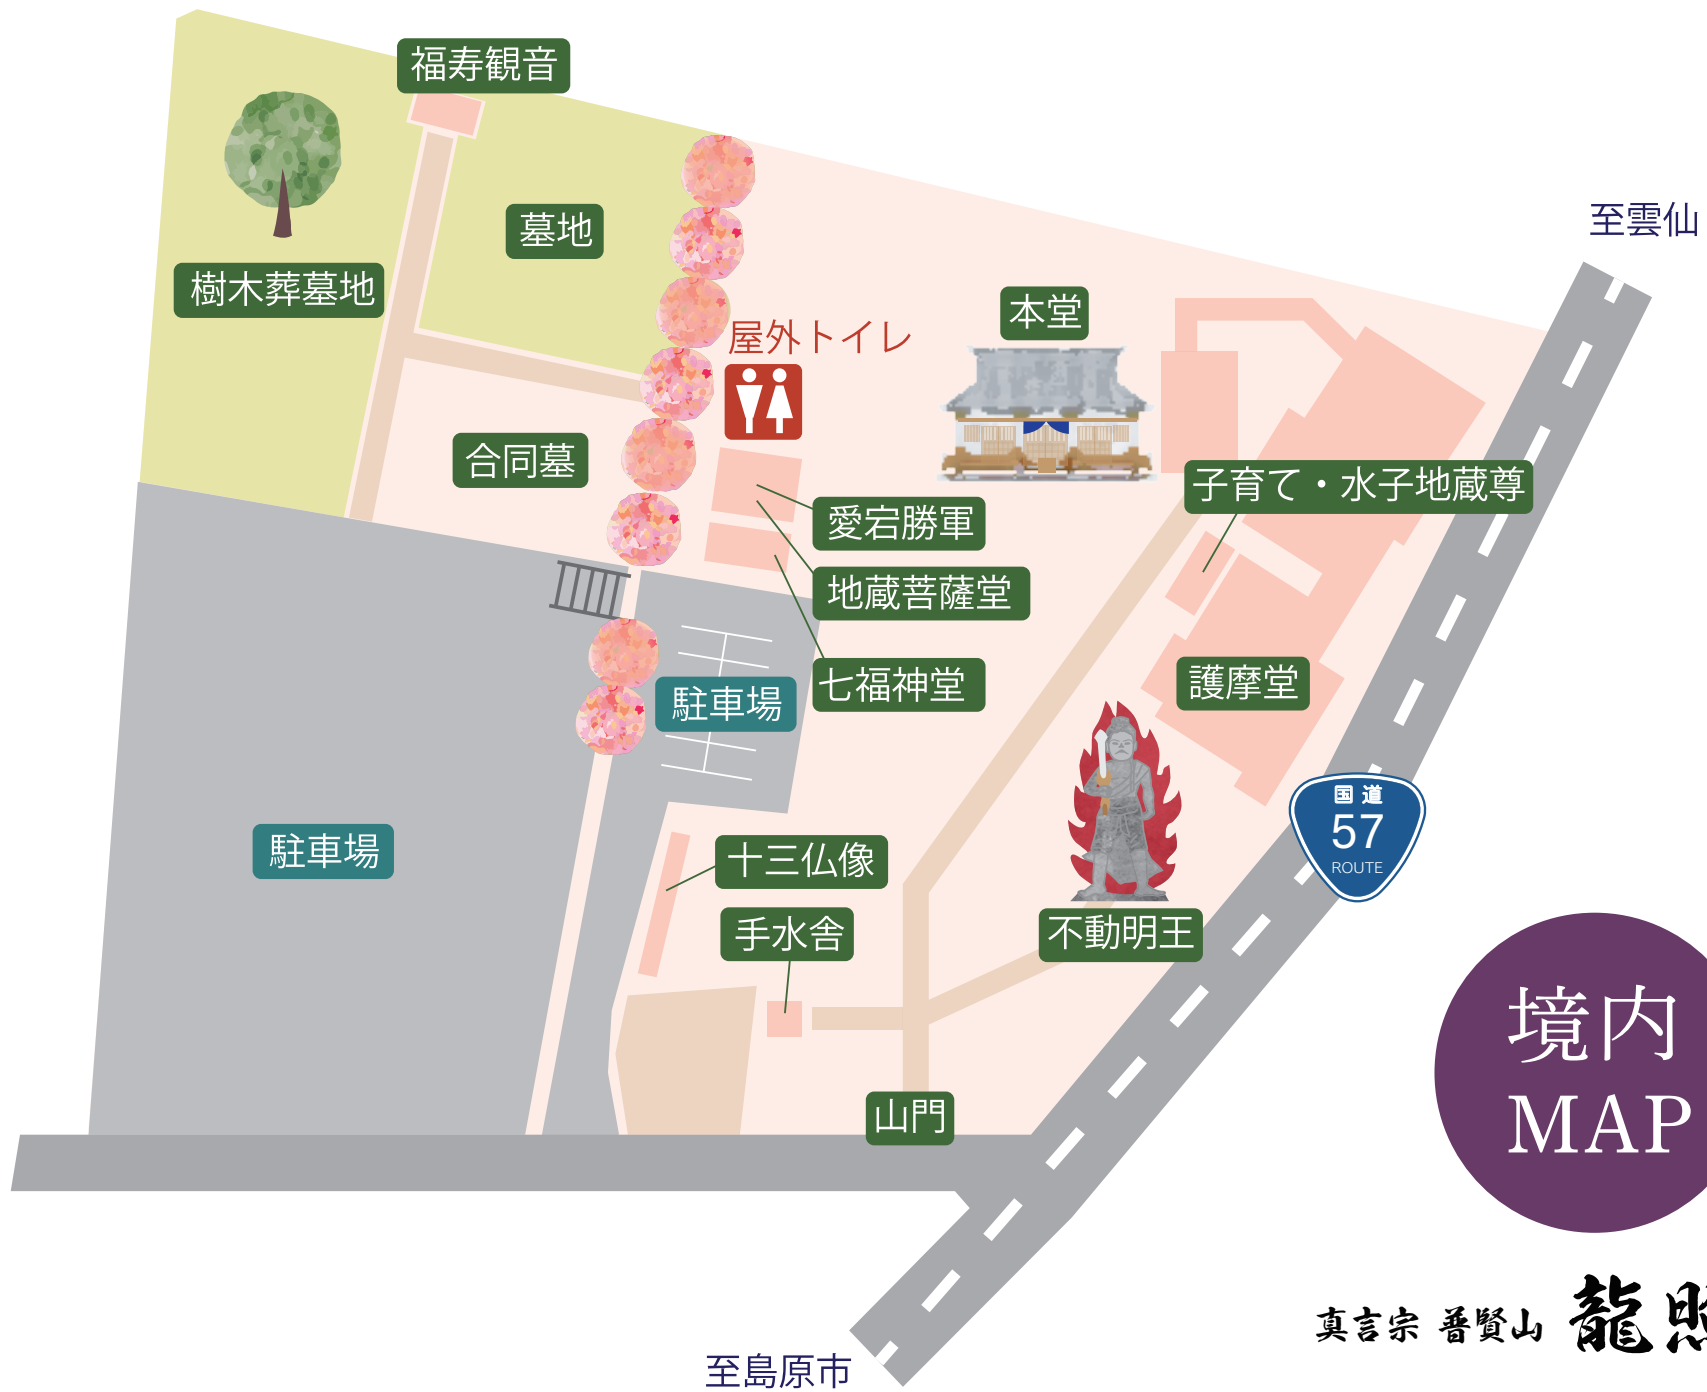 福寿観音
墓地
樹木葬墓地
至雲仙
本堂
屋外トイレ
合同墓
子育て・水子地蔵尊
愛宕勝軍
地蔵菩薩堂
七福神堂
護摩堂
駐車場
駐車場
国道
57
ROUTE
十三仏像
手水舎
不動明王
境内
MAP
山門
真言宗 普賢山 龍照
至島原市